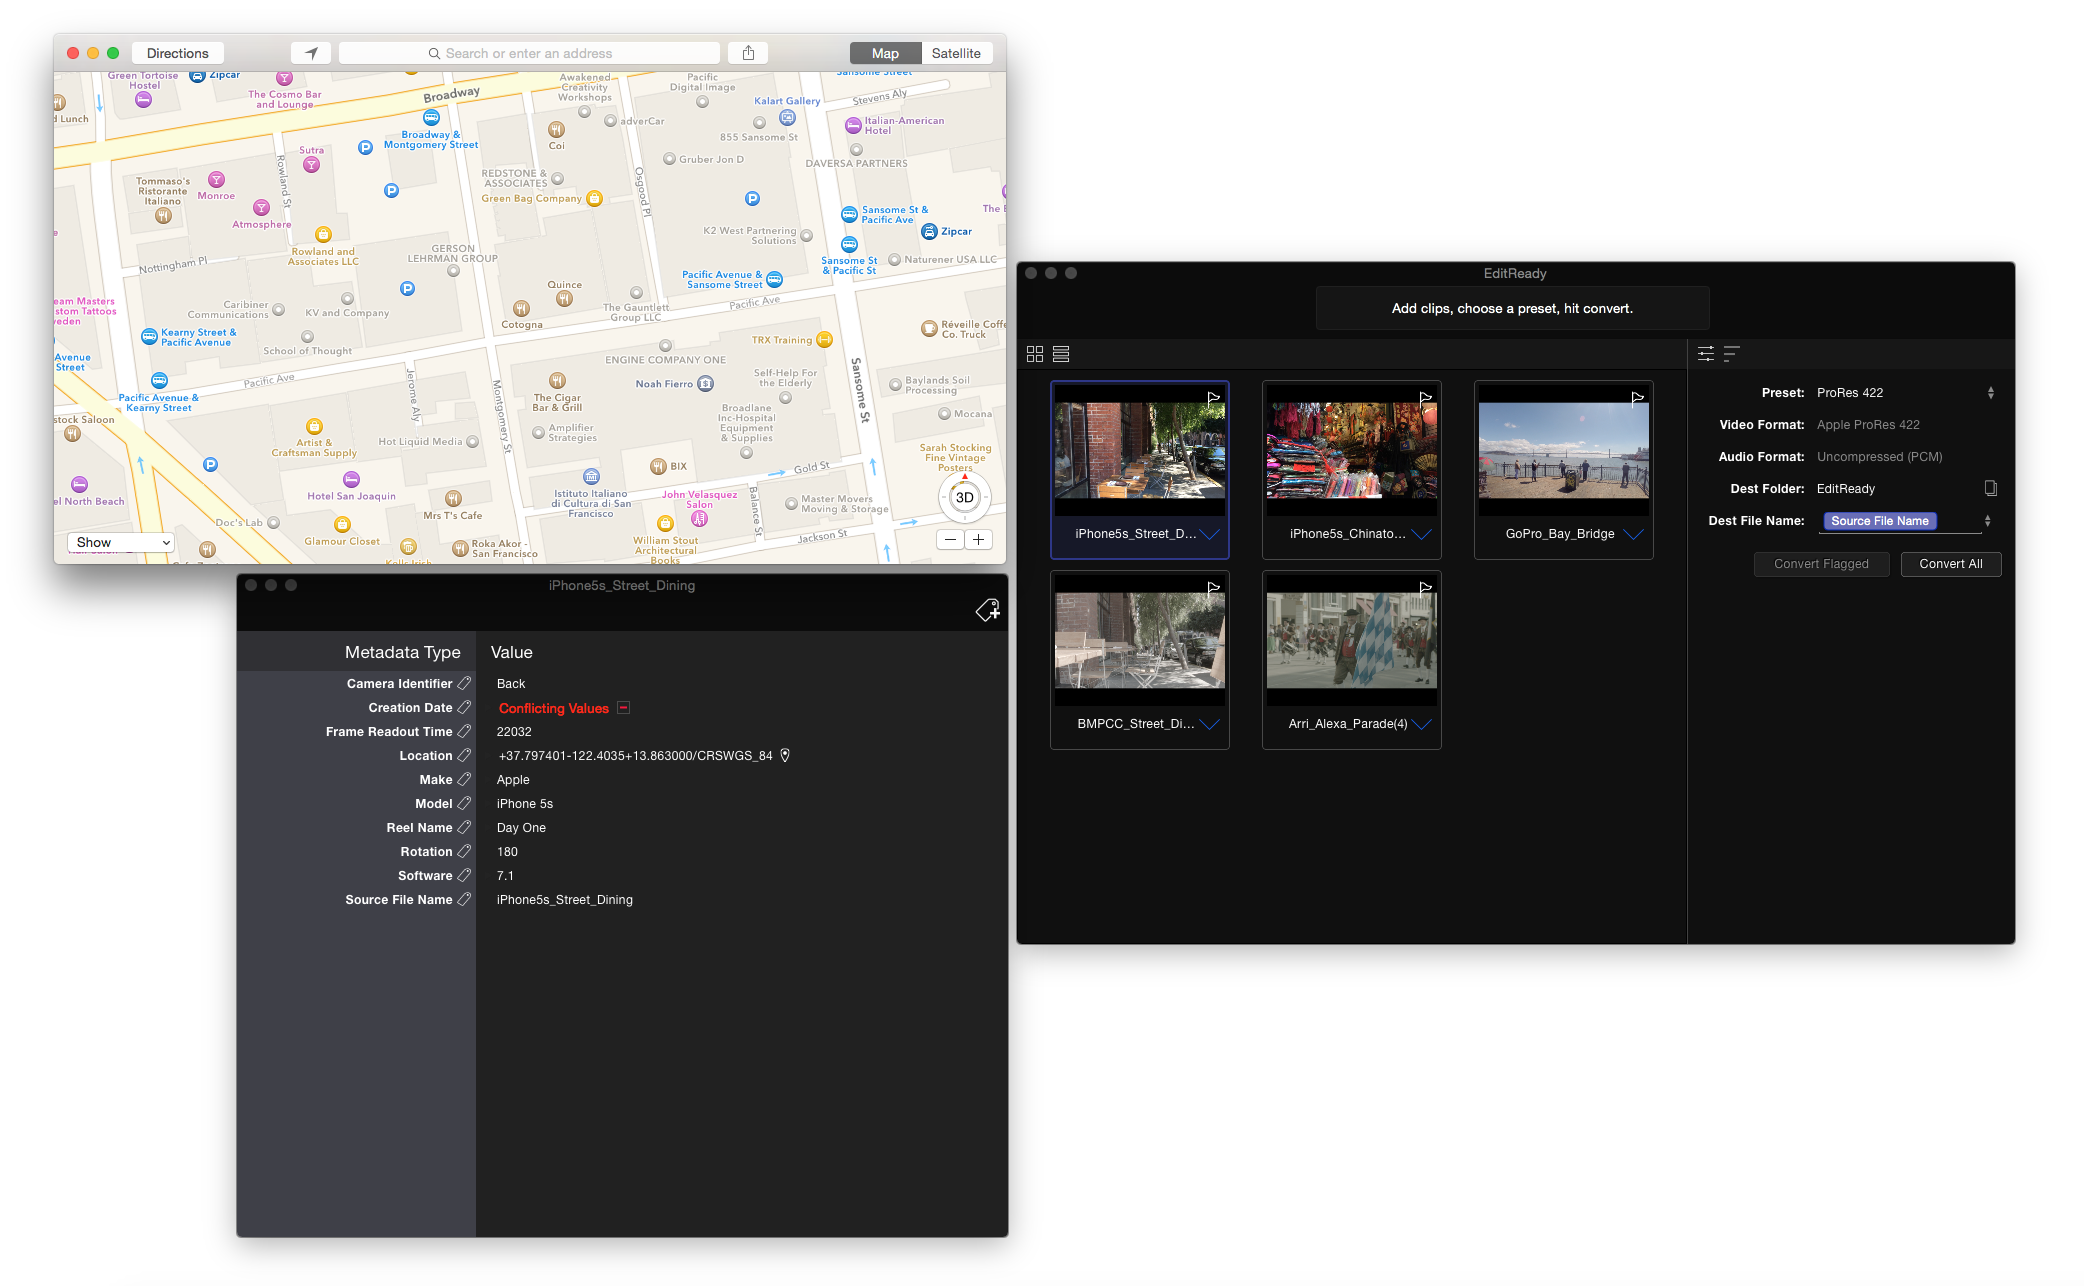 Directions
Search or enter an address
Map
Satellite
Green Tortoise
Hostel
Zipcar
The Cosmo Bar
and Lounge
Broadway
Awakened
Creativity
Workshops
Pacific
Digital Image
Sansome Street
Stevens Aly
Kalart Gallery
d Lunch
adverCar
855 Sansome St
Italian-American
Hotel
Broadway &
Montgomery Street
Coi
Gruber Jon D
DAVERSA PARTNERS
Sutra
Rowland St
Tommaso's
Ristorante
Italiano
Monroe
REDSTONE &
ASSOCIATES
Green Bag Company
Osgood Pl
Atmosphere
Sansome St &
Pacific Ave
The E
Rowland and
Associates LLC
GERSON
LEHRMAN GROUP
K2 West Partnering
Solutions
Zipcar
Nottingham Pl
Sansome St
& Pacific St
Naturener USA LLC
Pacific Avenue &
Sansome Street
Quince
eam Masters
stom Tattoos
weden
Caribiner
Communications
KV and Company
Cotogna
The Gauntlett
Group LLC
Pacific Ave
Kearny Street &
Pacific Avenue
School of Thought
TRX Training
Réveille Coffe
Co. Truck
Avenue
Street
ENGINE COMPANY ONE
Sansome St
Pacific Ave
Jerome Aly
Montgomery St
Noah Fierro
Self-Help For
the Elderly
Baylands Soil
Processing
Pacific Avenue &
Kearny Street
The Cigar
Bar & Grill
Broadlane
Inc-Hospital
Equipment
& Supplies
Mocana
stock Saloon
Artist &
Craftsman Supply
Hot Liquid Media
Amplifier
Strategies
Sarah Stocking
Fine Vintage
Posters
BIX
Gold St
el North Beach
Hotel San Joaquin
Istituto Italiano
di Cultura di San
Francisco
John Velasquez
Salon
Balance St
Master Movers
Moving & Storage
3D
Mrs T's Cafe
Doc's Lab
Glamour Closet
Roka Akor -
San Francisco
William Stout
Architectural
Books
Jackson St
Kells Irish
Show
EditReady
Add clips, choose a preset, hit convert.
iPhone5s_Street_D...
iPhone5s_Chinato...
GoPro_Bay_Bridge
BMPCC_Street_Di...
Arri_Alexa_Parade(4)
Preset: ProRes 422
Video Format: Apple ProRes 422
Audio Format: Uncompressed (PCM)
Dest Folder: EditReady
Dest File Name: Source File Name
Convert Flagged
Convert All
iPhone5s_Street_Dining
Metadata Type Value
Camera Identifier Back
Creation Date Conflicting Values
Frame Readout Time 22032
Location +37.797401-122.4035+13.863000/CRSWGS_84
Make Apple
Model iPhone 5s
Reel Name Day One
Rotation 180
Software 7.1
Source File Name iPhone5s_Street_Dining